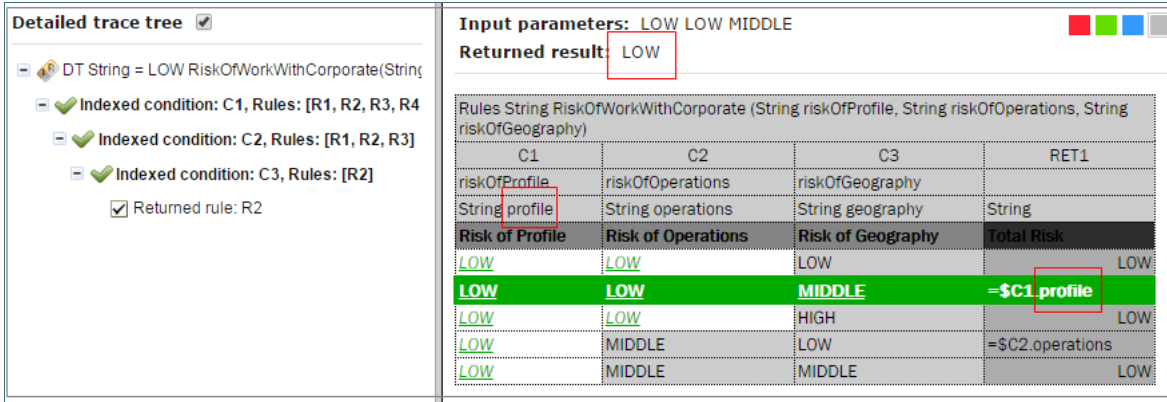 Detailed trace tree
DT String = LOW RiskOfWorkWithCorporate(String
Indexed condition: C1, Rules: [R1, R2, R3, R4
Indexed condition: C2, Rules: [R1, R2, R3]
Indexed condition: C3, Rules: [R2]
Returned rule: R2
Input parameters: LOW LOW MIDDLE
Returned result: LOW
Rules String RiskOfWorkWithCorporate (String riskOfProfile, String riskOfOperations, String
riskOfGeography)
C1 C2 C3 RET1
riskOfProfile riskOfOperations riskOfGeography
String profile String operations String geography String
Risk of Profile Risk of Operations Risk of Geography Total Risk
LOW LOW LOW LOW
LOW LOW MIDDLE =$C1.profile
LOW LOW HIGH LOW
LOW MIDDLE LOW =$C2.operations
LOW MIDDLE MIDDLE LOW